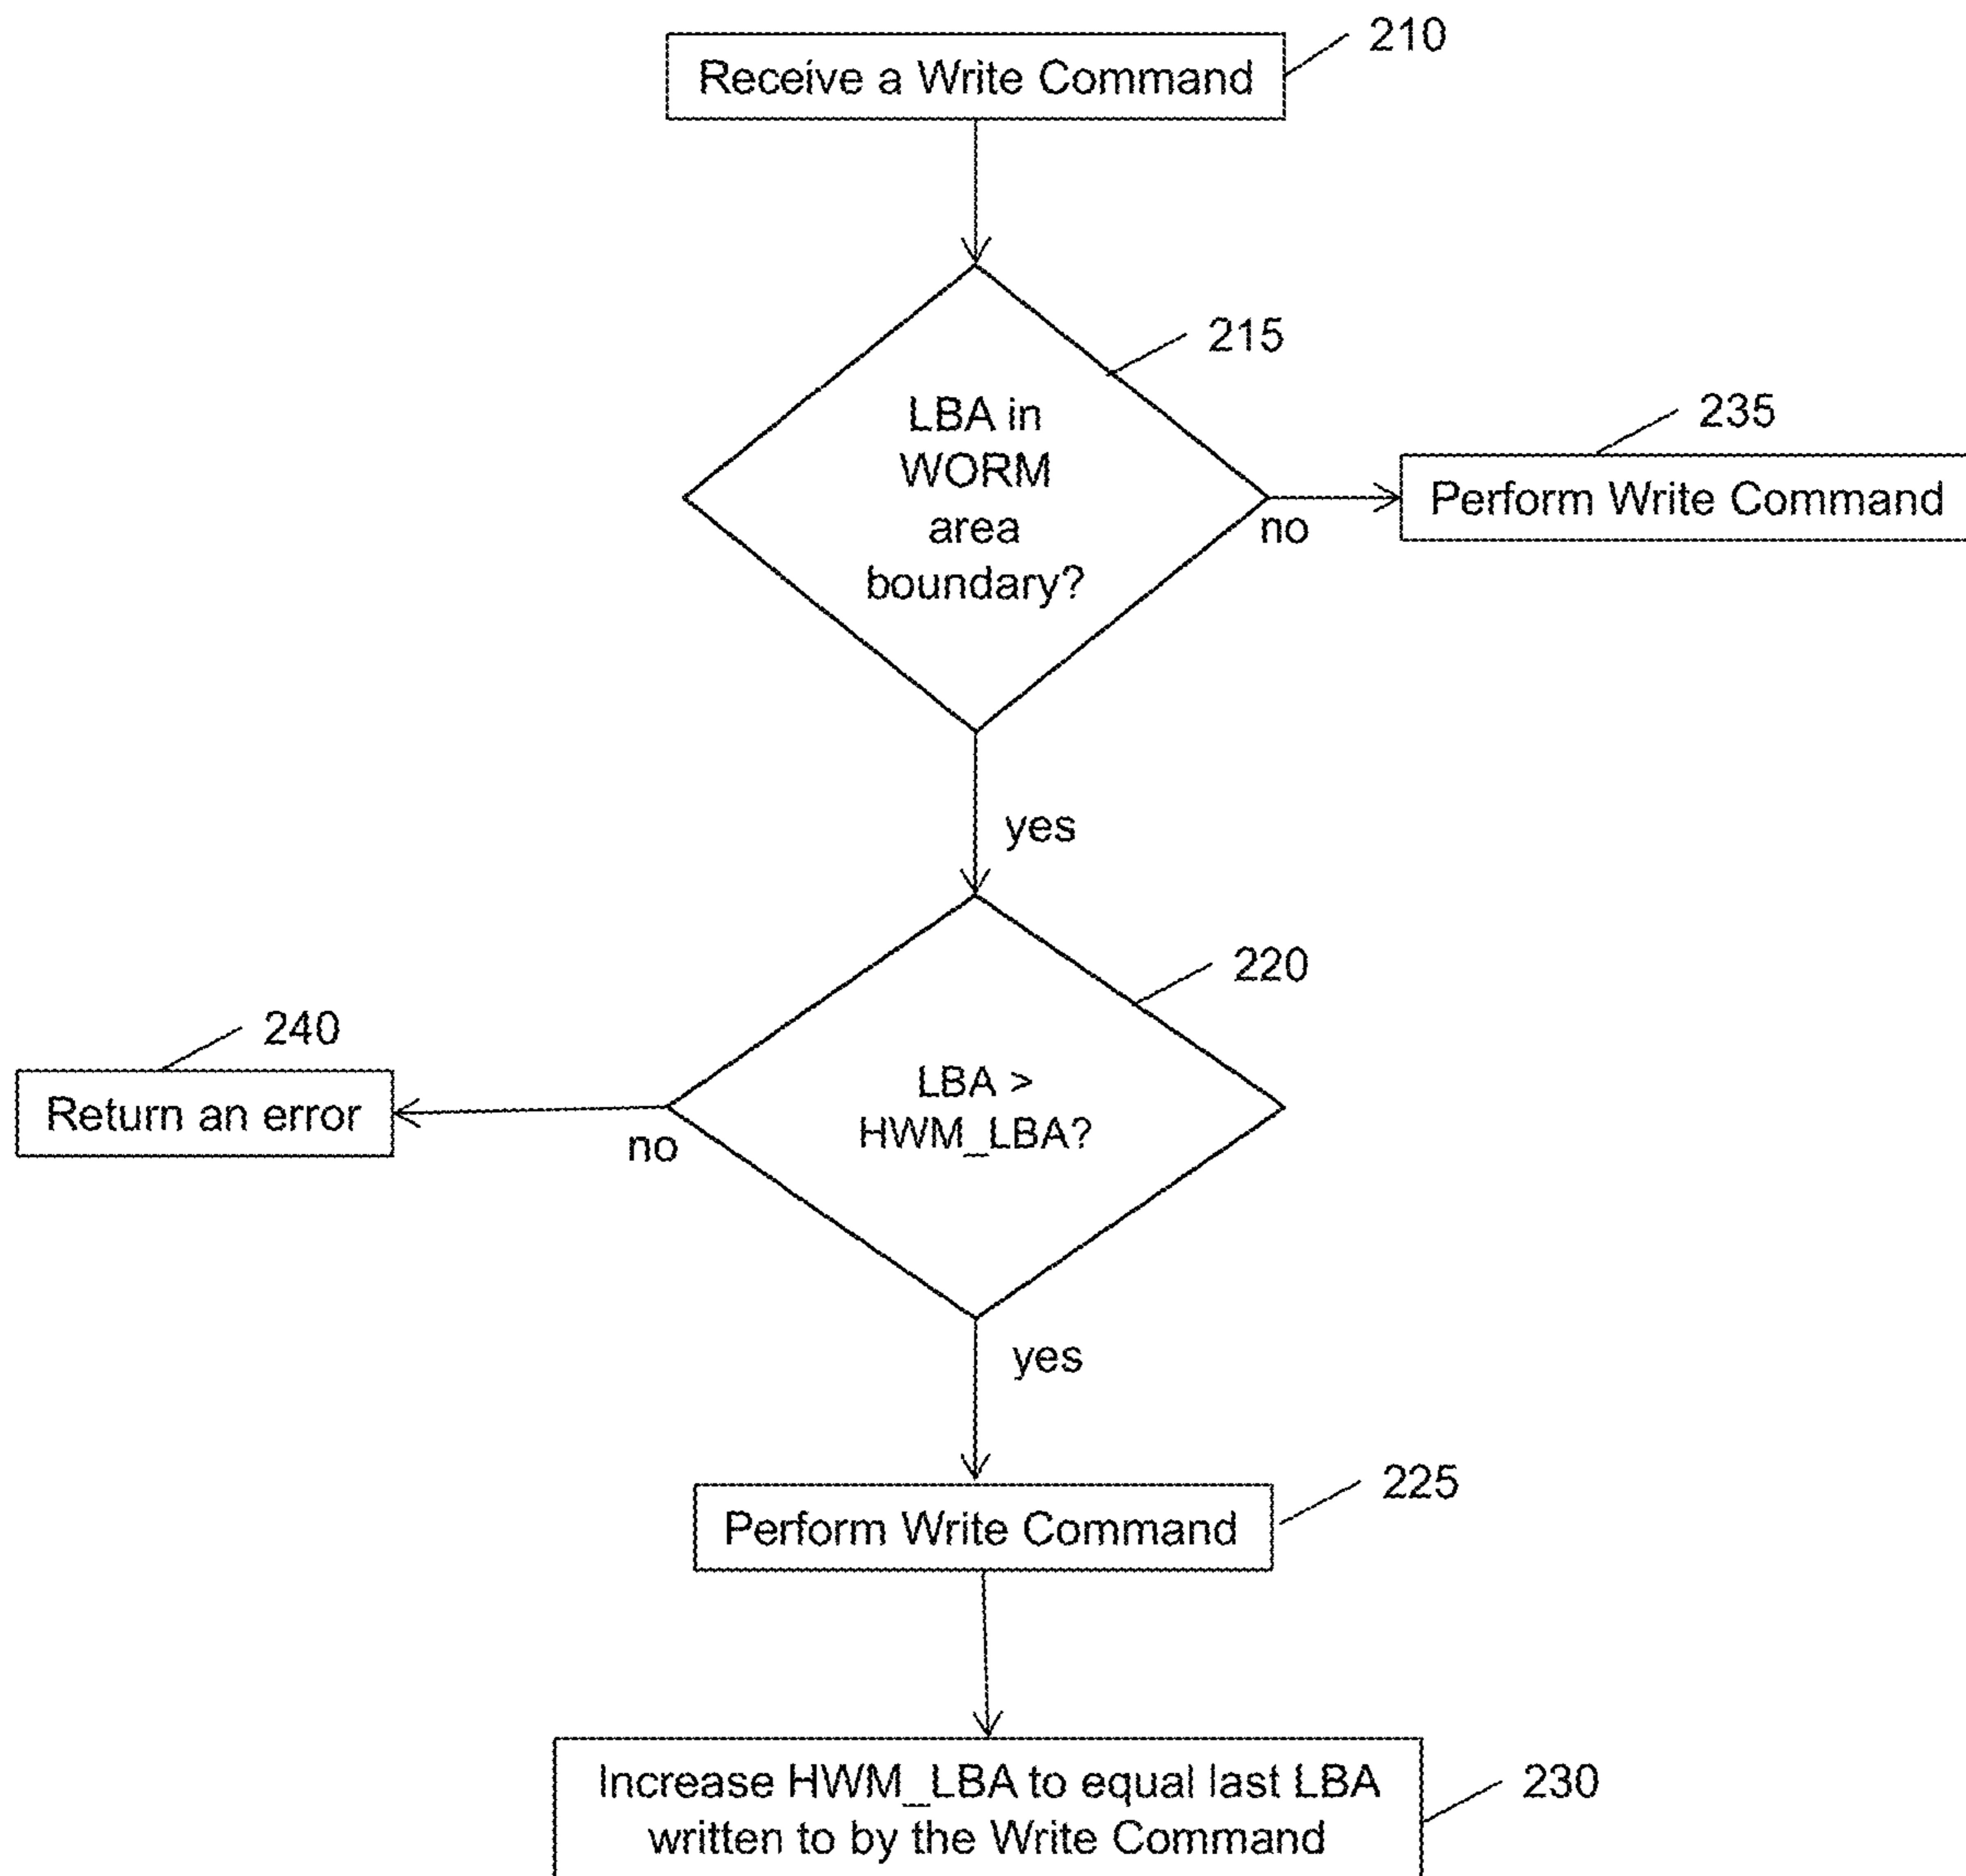 210
Receive a Write Command
215
LBA in
WORM
area
boundary?
235
Perform Write Command
no
yes
220
240
LBA >
HWM_LBA?
Return an error
no
yes
225
Perform Write Command
Increase HWM_LBA to equal last LBA
written to by the Write Command
230